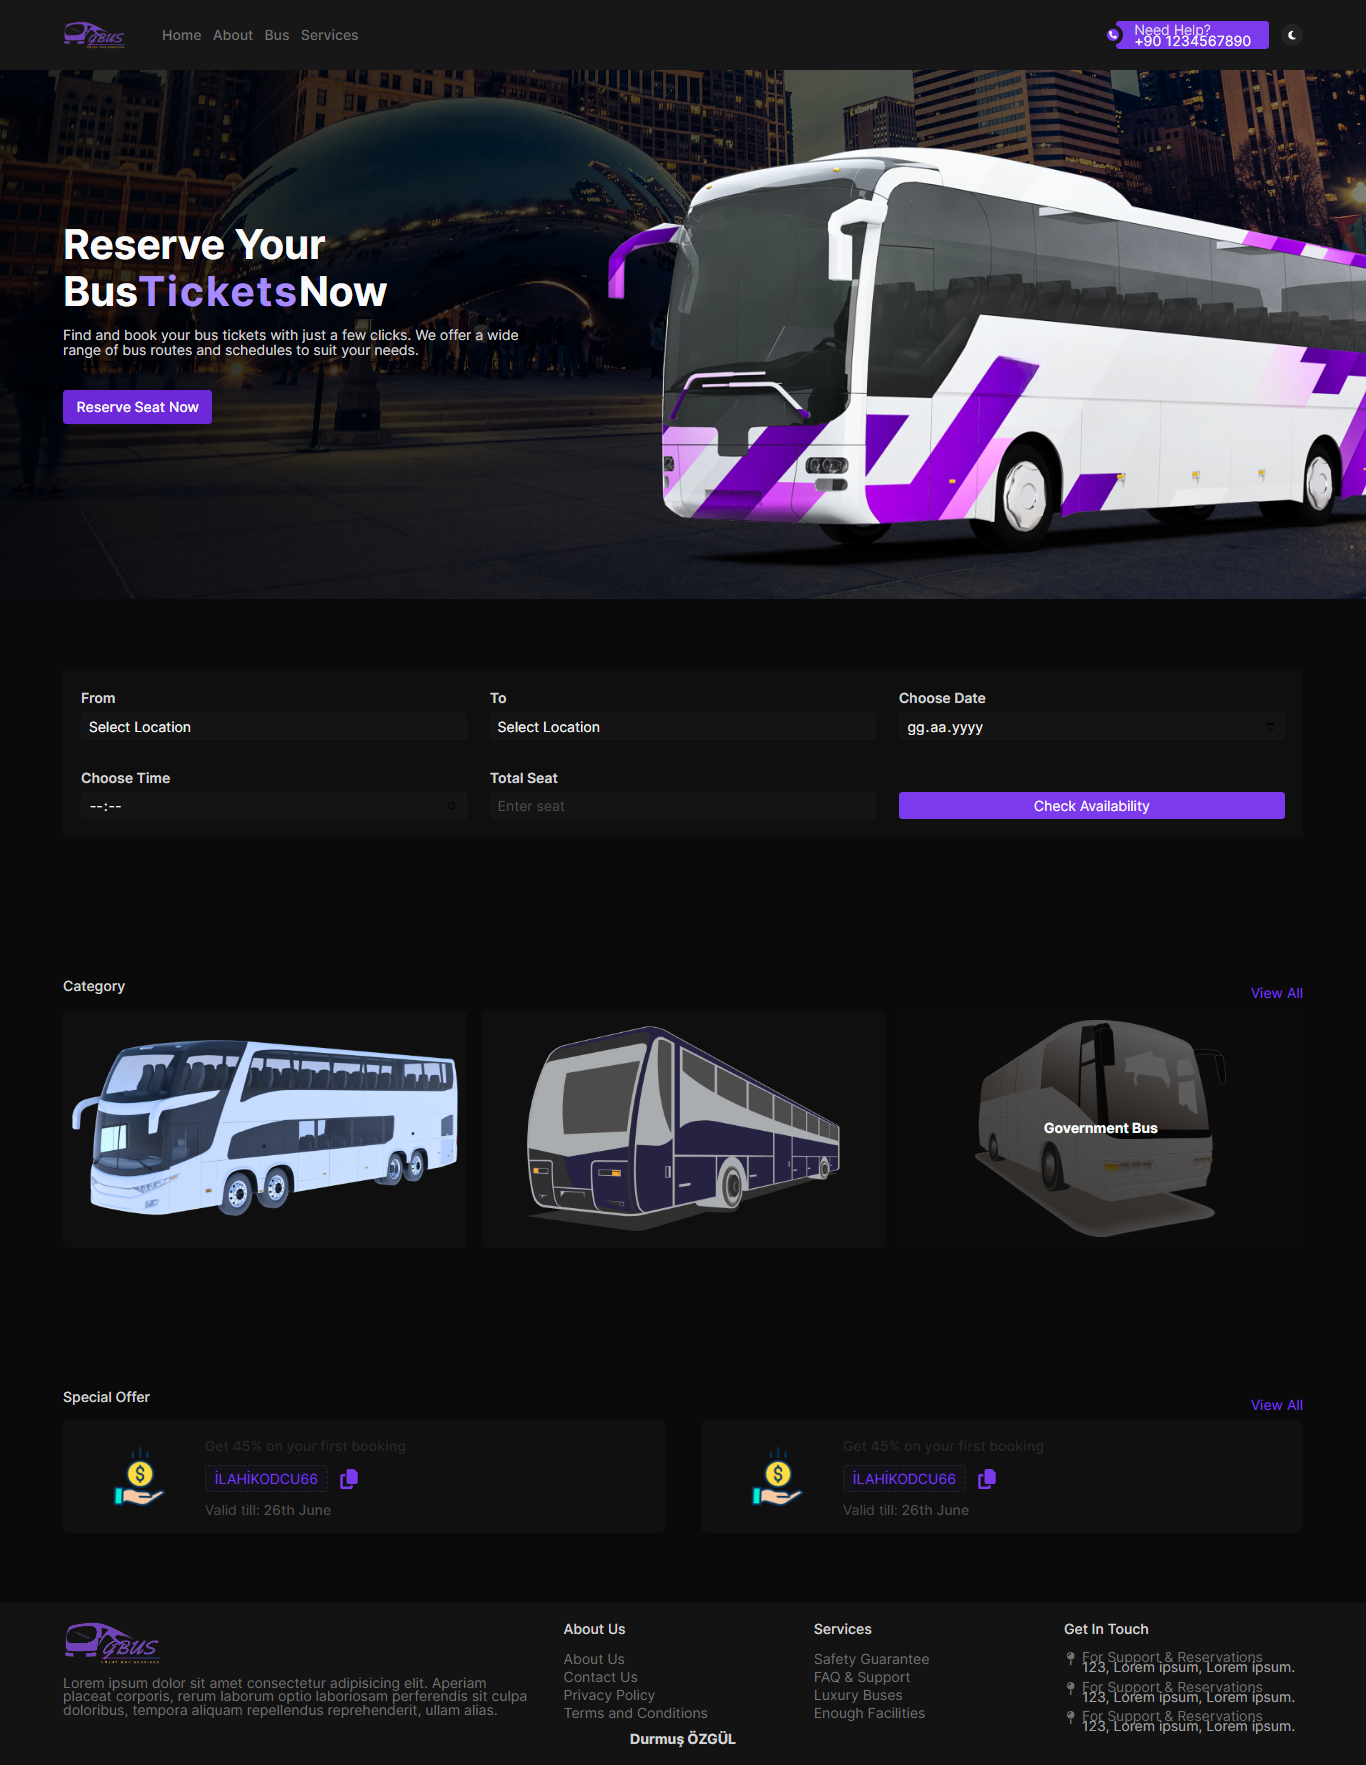 GBUS
Home About Bus Services
Need Help?
+90 1234567890
Reserve Your
BusTicketsNow
Find and book your bus tickets with just a few clicks. We offer a wide
range of bus routes and schedules to suit your needs.
Reserve Seat Now
From
Select Location
To
Select Location
Choose Date
gg.aa.yyyy
Choose Time
--:--
Total Seat
Enter seat
Check Availability
Category
View All
Government Bus
Special Offer
View All
Get 45% on your first booking
İLAHİKODCU66
Valid till: 26th June
Get 45% on your first booking
İLAHİKODCU66
Valid till: 26th June
GBUS
Lorem ipsum dolor sit amet consectetur adipisicing elit. Aperiam
placeat corporis, rerum laborum optio laboriosam perferendis sit culpa
doloribus, tempora aliquam repellendus reprehenderit, ullam alias.
About Us
About Us
Contact Us
Privacy Policy
Terms and Conditions
Services
Safety Guarantee
FAQ & Support
Luxury Buses
Enough Facilities
Get In Touch
For Support & Reservations
123, Lorem ipsum, Lorem ipsum.
For Support & Reservations
123, Lorem ipsum, Lorem ipsum.
For Support & Reservations
123, Lorem ipsum, Lorem ipsum.
Durmuş ÖZGÜL